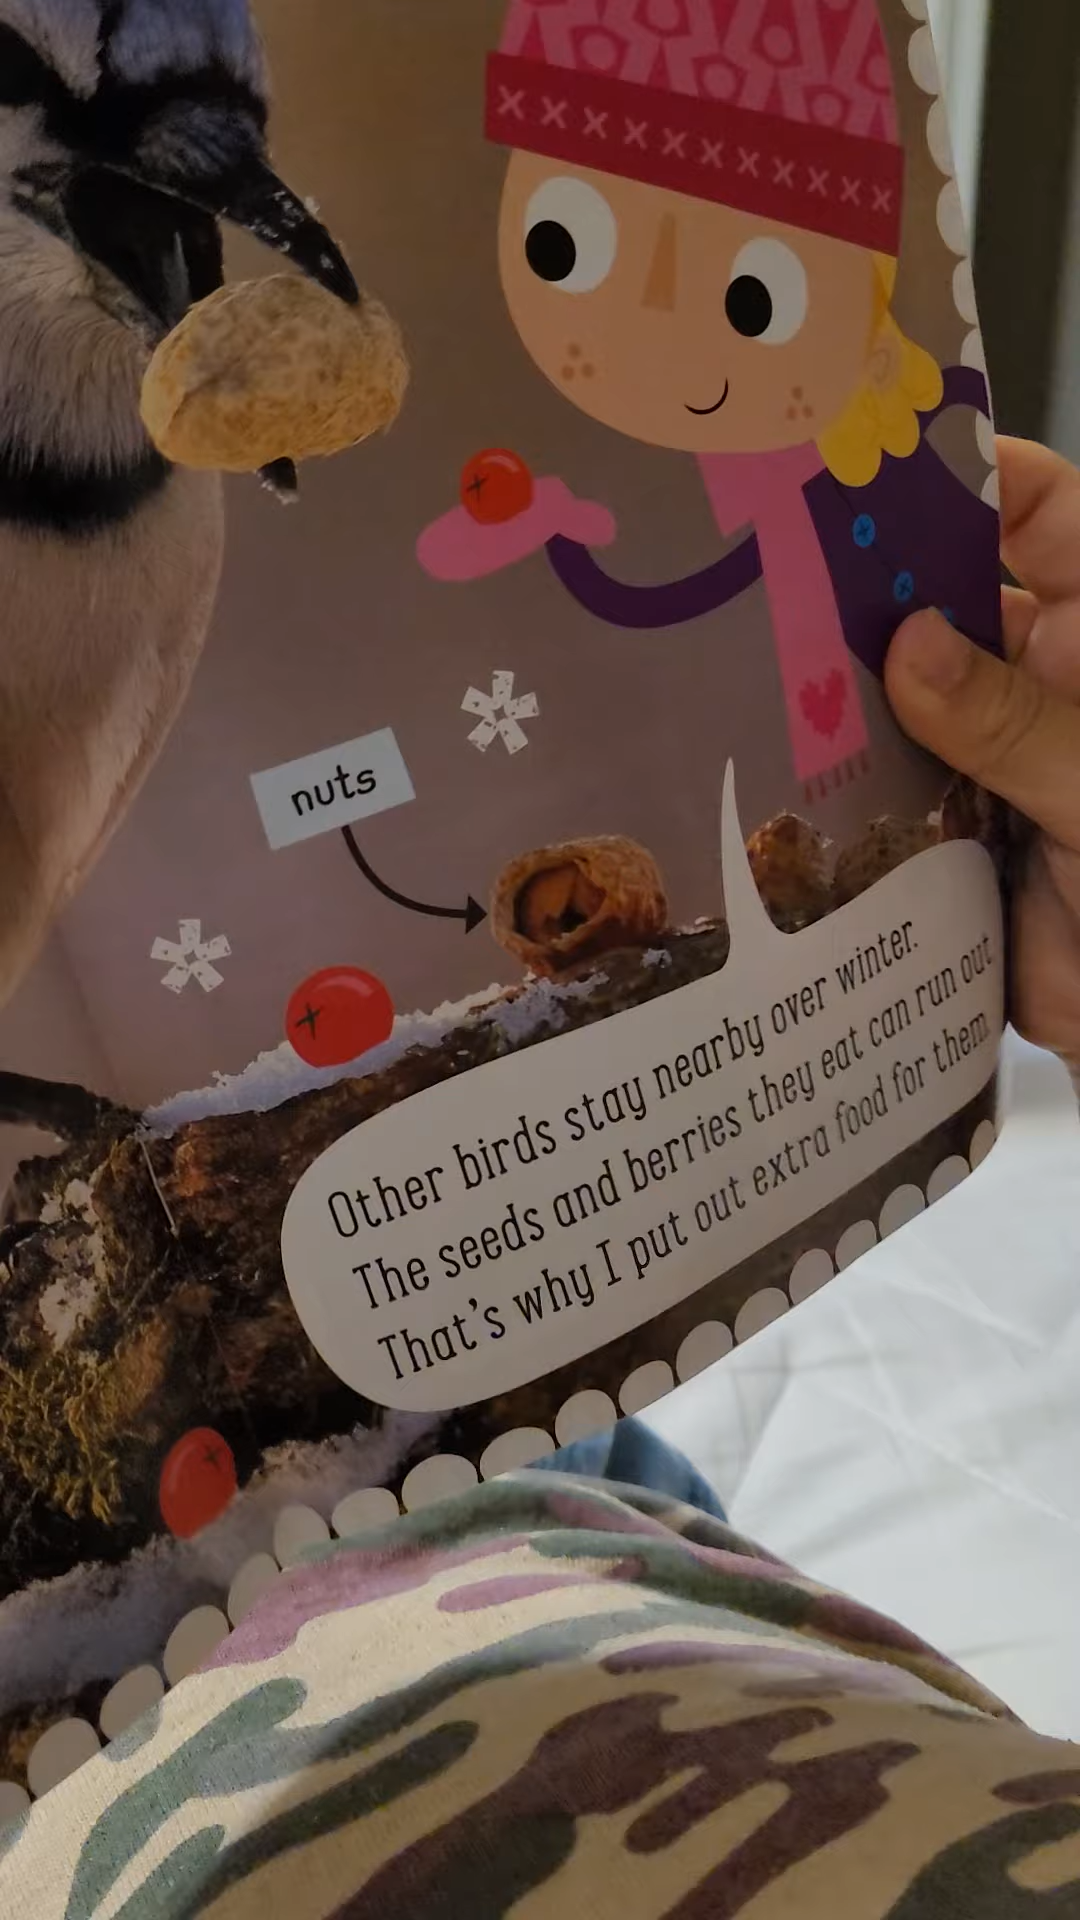 nuts
Other birds stay nearby over winter.
The seeds and berries they eat can run out.
That's why I put out extra food for them.